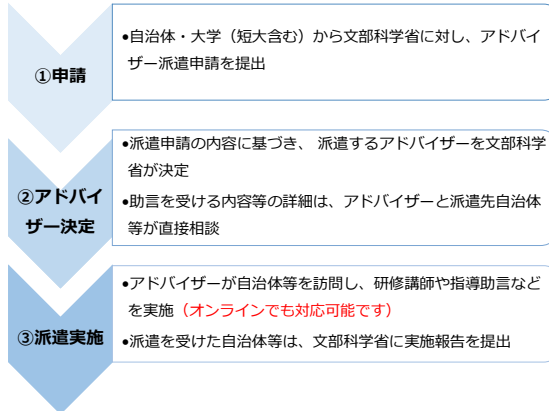 ①申請
•自治体・大学（短大含む）から文部科学省に対し、アドバイ
ザー派遣申請を提出
②アドバイ
ザー決定
•派遣申請の内容に基づき、 派遣するアドバイザーを文部科学
省が決定
•助言を受ける内容等の詳細は、アドバイザーと派遣先自治体
等が直接相談
③派遣実施
•アドバイザーが自治体等を訪問し、研修講師や指導助言など
を実施（オンラインでも対応可能です）
•派遣を受けた自治体等は、文部科学省に実施報告を提出